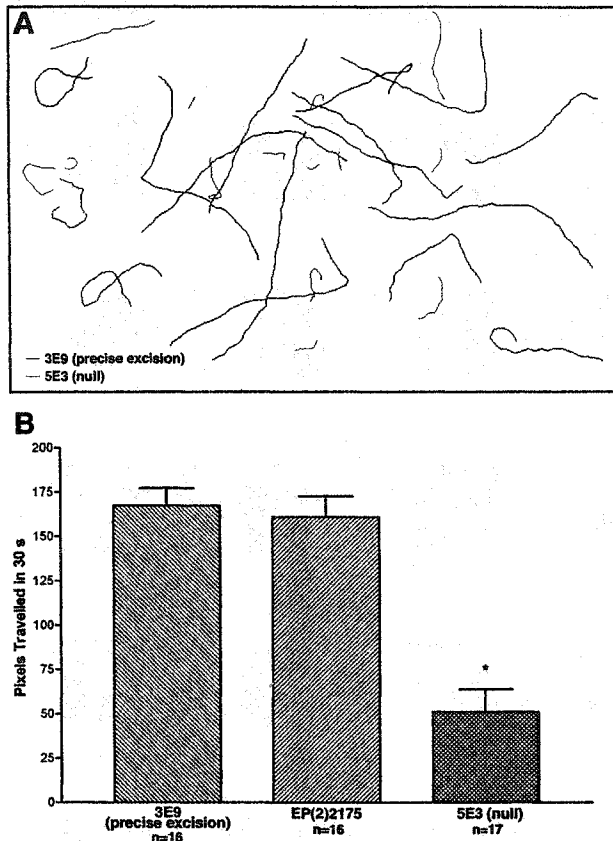 A
— 3E9 (precise excision)
— 5E3 (null)
B
200
175
150
125
100
75
50
25
0
Pixels Travelled in 30 s
*
3E9
(precise excision)
n=16
EP(2)2175
n=16
5E3 (null)
n=17